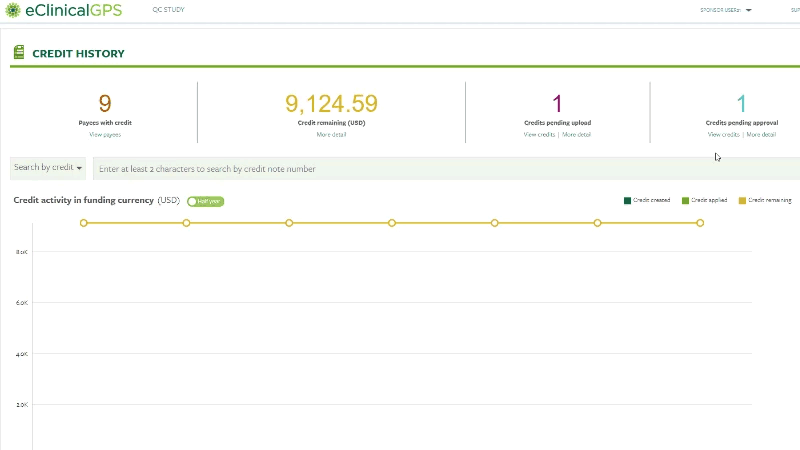 eClinicalGPS QC STUDY SPONSOR USER01 SUP
CREDIT HISTORY
9 9,124.59 1 1
Payees with credit Credit remaining (USD) Credits pending upload Credits pending approval
View payees More detail View credits | More detail View credits | More detail
Search by credit Enter at least 2 characters to search by credit note number
Credit activity in funding currency (USD) Half year Credit created Credit applied Credit remaining
8.0K
6.0K
4.0K
2.0K